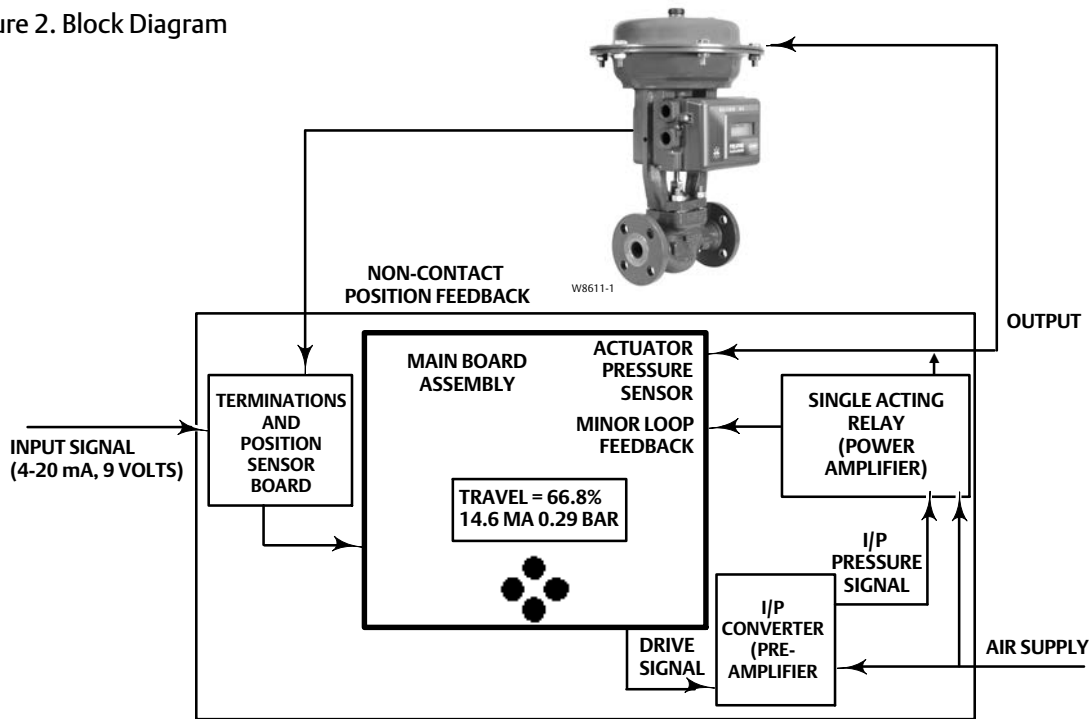 ure 2. Block Diagram
W8611-1
NON-CONTACT
POSITION FEEDBACK
OUTPUT
MAIN BOARD
ASSEMBLY
ACTUATOR
PRESSURE
SENSOR
MINOR LOOP
FEEDBACK
TERMINATIONS
AND
POSITION
SENSOR
BOARD
SINGLE ACTING
RELAY
(POWER
AMPLIFIER)
INPUT SIGNAL
(4-20 mA, 9 VOLTS)
TRAVEL = 66.8%
14.6 MA 0.29 BAR
I/P
PRESSURE
SIGNAL
I/P
CONVERTER
(PRE-
AMPLIFIER
DRIVE
SIGNAL
AIR SUPPLY